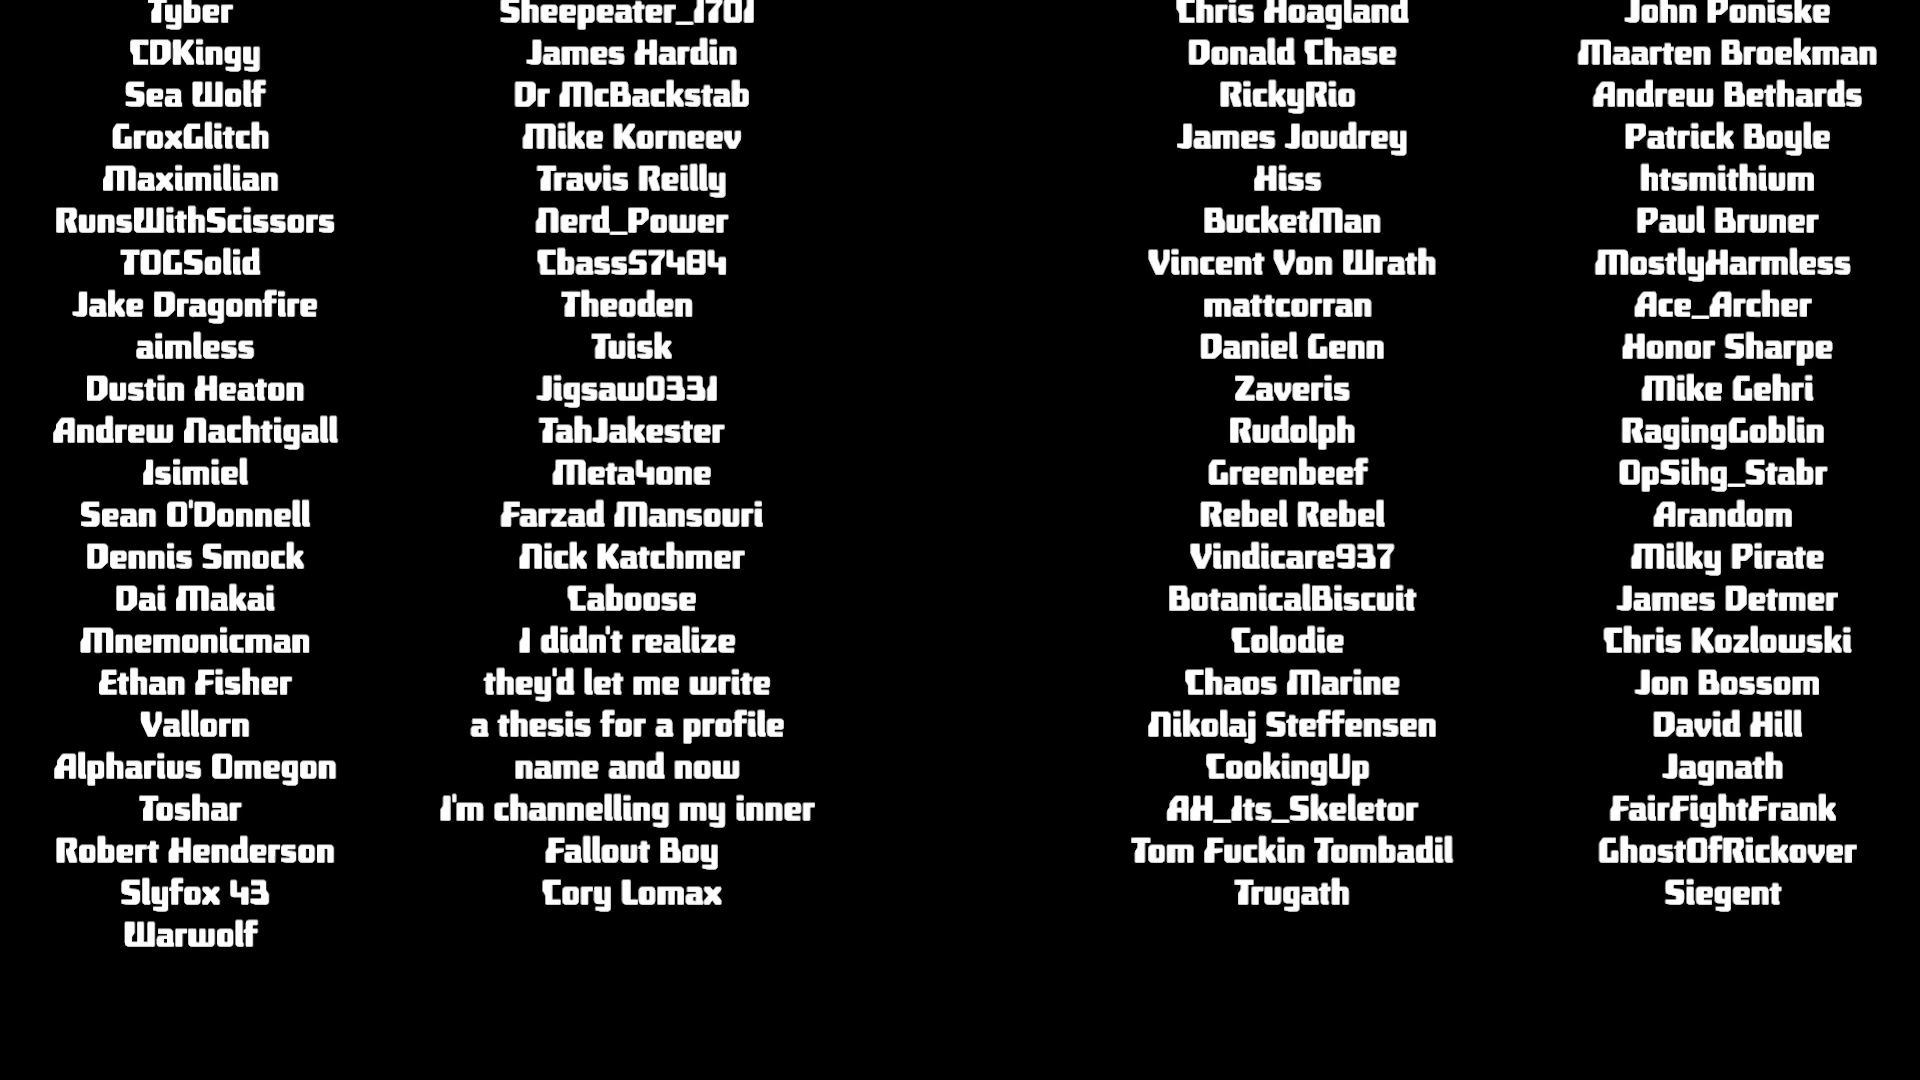 Tyber
CDKingy
Sea Wolf
GroxGlitch
Maximilian
RunsWithScissors
TOGSolid
Jake Dragonfire
aimless
Dustin Heaton
Andrew Nachtigall
Isimiel
Sean O'Donnell
Dennis Smock
Dai Makai
Mnemonicman
Ethan Fisher
Vallorn
Alpharius Omegon
Toshar
Robert Henderson
Slyfox 43
Warwolf
Sheepeater_1701
James Hardin
Dr McBackstab
Mike Korneev
Travis Reilly
Nerd_Power
Cbass57484
Theoden
Tuisk
Jigsaw0331
TahJakester
Meta4one
Farzad Mansouri
Nick Katchmer
Caboose
I didn't realize
they'd let me write
a thesis for a profile
name and now
I'm channelling my inner
Fallout Boy
Cory Lomax
Chris Hoagland
Donald Chase
RickyRio
James Joudrey
Hiss
BucketMan
Vincent Von Wrath
mattcorran
Daniel Genn
Zaveris
Rudolph
Greenbeef
Rebel Rebel
Vindicare937
BotanicalBiscuit
Colodie
Chaos Marine
Nikolaj Steffensen
CookingUp
AH_Its_Skeletor
Tom Fuckin Tombadil
Trugath
John Poniske
Maarten Broekman
Andrew Bethards
Patrick Boyle
htsmithium
Paul Bruner
MostlyHarmless
Ace_Archer
Honor Sharpe
Mike Gehri
RagingGoblin
OpSihg_Stabr
Arandom
Milky Pirate
James Detmer
Chris Kozlowski
Jon Bossom
David Hill
Jagnath
FairFightFrank
GhostOfRickover
Siegent